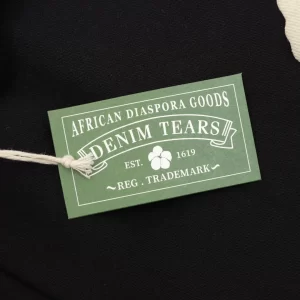 AFRICAN DIASPORA GOODS
DENIM TEARS
EST. 1619
REG. TRADEMARK